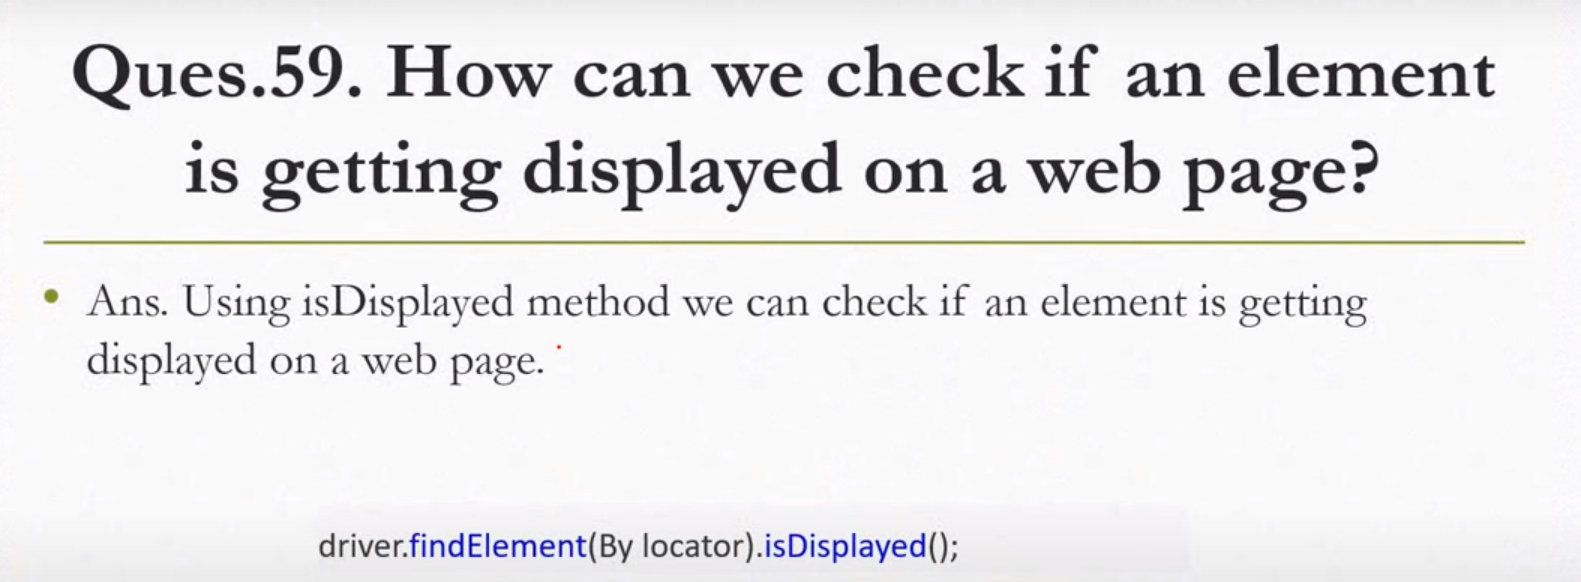 Ques.59. How can we check if an element
is getting displayed on a web page?
• Ans. Using isDisplayed method we can check if an element is getting
displayed on a web page.
driver.findElement(By locator).isDisplayed();